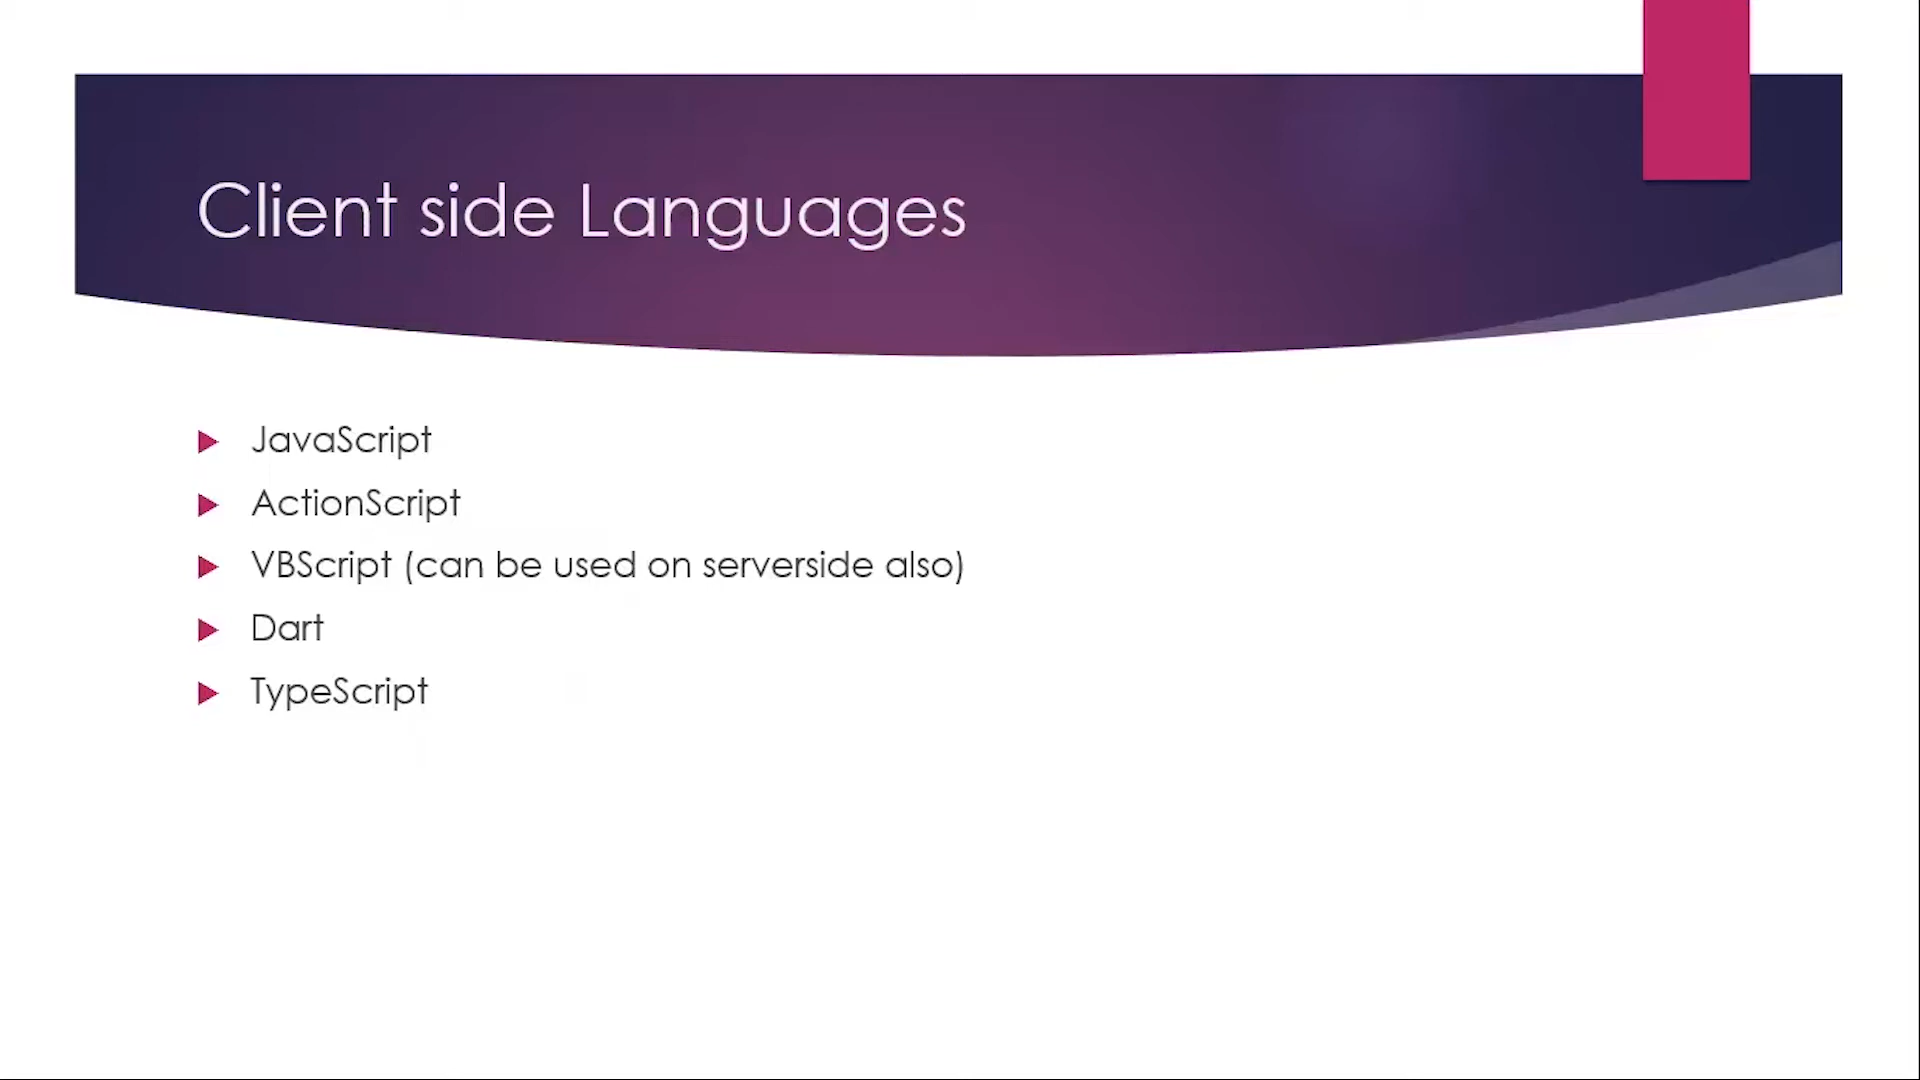 Client side Languages
JavaScript
ActionScript
VBScript (can be used on serverside also)
Dart
TypeScript